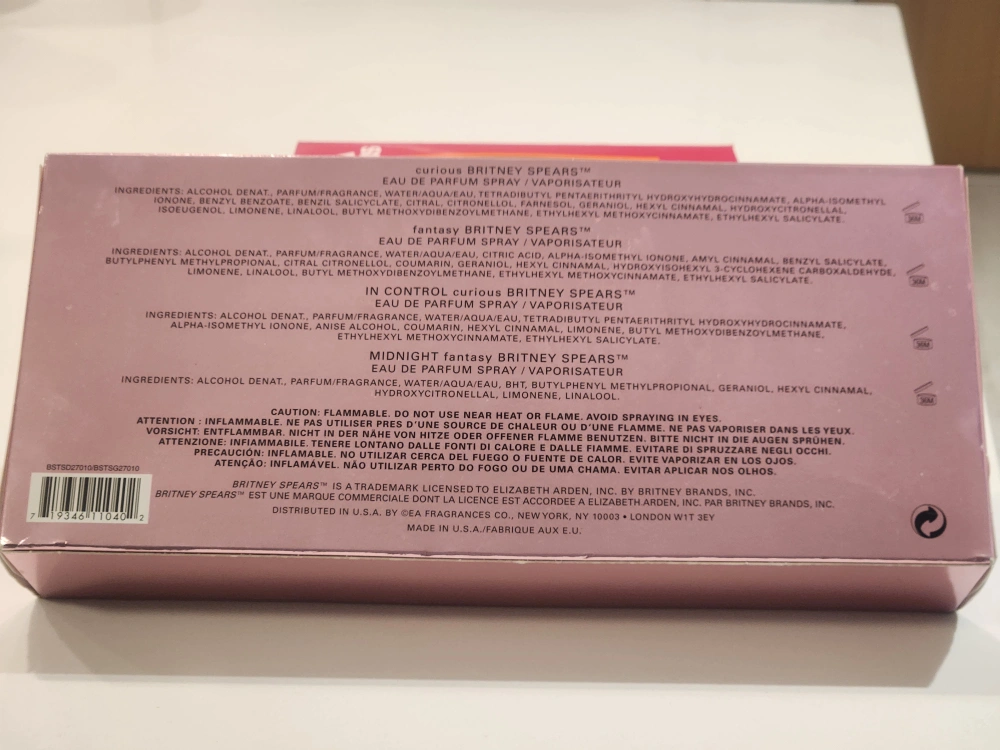 curious BRITNEY SPEARS™
EAU DE PARFUM SPRAY / VAPORISATEUR
INGREDIENTS: ALCOHOL DENAT., PARFUM/FRAGRANCE, WATER/AQUA/EAU, TETRADIBUTYL PENTAERITHRITYL HYDROXYHYDROCINNAMATE, ALPHA-ISOMETHYL
IONONE, BENZYL BENZOATE, BENZIL SALICYCLATE, CITRAL, CITRONELLOL, FARNESOL, GERANIOL, HEXYL CINNAMAL, HYDROXYCITRONELLAL,
ISOEUGENOL, LIMONENE, LINALOOL, BUTYL METHOXYDIBENZOYLMETHANE, ETHYLHEXYL METHOXYCINNAMATE, ETHYLHEXYL SALICYLATE.
fantasy BRITNEY SPEARS™
EAU DE PARFUM SPRAY / VAPORISATEUR
INGREDIENTS: ALCOHOL DENAT., PARFUM/FRAGRANCE, WATER/AQUA/EAU, CITRIC ACID, ALPHA-ISOMETHYL IONONE, AMYL CINNAMAL, BENZYL SALICYLATE,
BUTYLPHENYL METHYLPROPIONAL, CITRAL CITRONELLOL, COUMARIN, GERANIOL, HEXYL CINNAMAL, HYDROXYISOHEXYL 3-CYCLOHEXENE CARBOXALDEHYDE,
LIMONENE, LINALOOL, BUTYL METHOXYDIBENZOYLMETHANE, ETHYLHEXYL METHOXYCINNAMATE, ETHYLHEXYL SALICYLATE.
36M
IN CONTROL curious BRITNEY SPEARS™
EAU DE PARFUM SPRAY / VAPORISATEUR
INGREDIENTS: ALCOHOL DENAT., PARFUM/FRAGRANCE, WATER/AQUA/EAU, TETRADIBUTYL PENTAERITHRITYL HYDROXYHYDROCINNAMATE,
ALPHA-ISOMETHYL IONONE, ANISE ALCOHOL, COUMARIN, HEXYL CINNAMAL, LIMONENE, BUTYL METHOXYDIBENZOYLMETHANE,
ETHYLHEXYL METHOXYCINNAMATE, ETHYLHEXYL SALICYLATE.
36M
MIDNIGHT fantasy BRITNEY SPEARS™
EAU DE PARFUM SPRAY / VAPORISATEUR
INGREDIENTS: ALCOHOL DENAT., PARFUM/FRAGRANCE, WATER/AQUA/EAU, BHT, BUTYLPHENYL METHYLPROPIONAL, GERANIOL, HEXYL CINNAMAL,
HYDROXYCITRONELLAL, LIMONENE, LINALOOL.
36M
CAUTION: FLAMMABLE. DO NOT USE NEAR HEAT OR FLAME. AVOID SPRAYING IN EYES.
ATTENTION : INFLAMMABLE. NE PAS UTILISER PRES D'UNE SOURCE DE CHALEUR OU D'UNE FLAMME. NE PAS VAPORISER DANS LES YEUX.
VORSICHT: ENTFLAMMBAR. NICHT IN DER NÄHE VON HITZE ODER OFFENER FLAMME BENUTZEN. BITTE NICHT IN DIE AUGEN SPRÜHEN.
ATTENZIONE: INFIAMMABILE. TENERE LONTANO DALLE FONTI DI CALORE E DALLE FIAMME. EVITARE DI SPRUZZARE NEGLI OCCHI.
PRECAUCIÓN: INFLAMABLE. NO UTILIZAR CERCA DEL FUEGO O FUENTE DE CALOR. EVITE VAPORIZAR EN LOS OJOS.
ATENÇÃO: INFLAMÁVEL. NÃO UTILIZAR PERTO DO FOGO OU DE UMA CHAMA. EVITAR APLICAR NOS OLHOS.
BSTSD27010/BSTSG27010
7 19346 11040 2
BRITNEY SPEARS™ IS A TRADEMARK LICENSED TO ELIZABETH ARDEN, INC. BY BRITNEY BRANDS, INC.
BRITNEY SPEARS™ EST UNE MARQUE COMMERCIALE DONT LA LICENCE EST ACCORDEE A ELIZABETH ARDEN, INC. PAR BRITNEY BRANDS, INC.
DISTRIBUTED IN U.S.A. BY ©EA FRAGRANCES CO., NEW YORK, NY 10003 • LONDON W1T 3EY
MADE IN U.S.A./FABRIQUE AUX E.U.